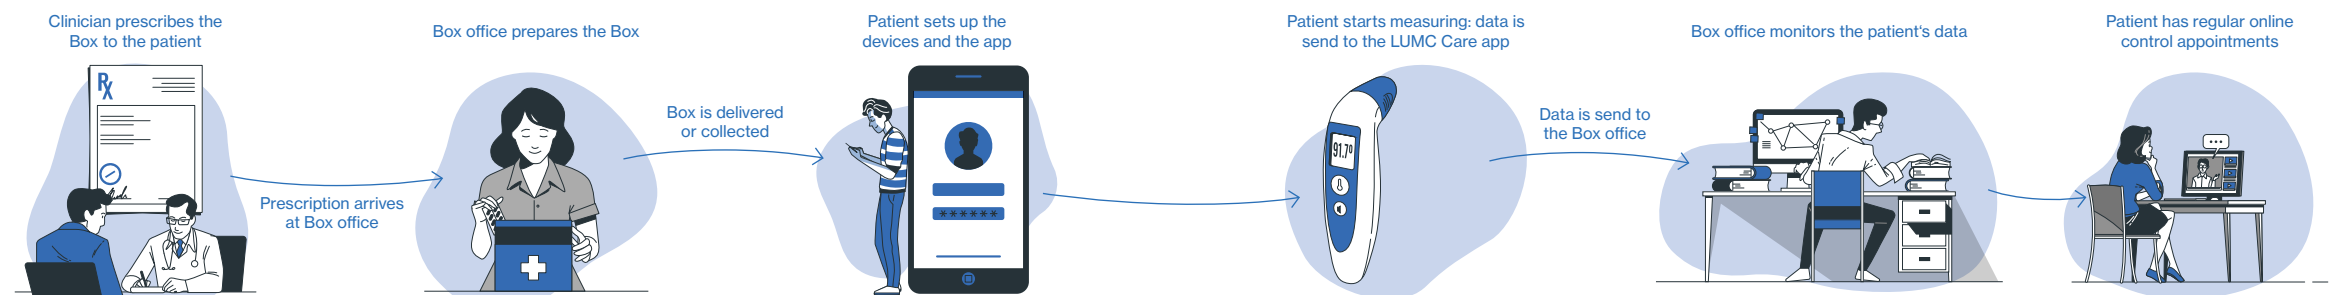 Clinician prescribes the
Box to the patient
Rx
Prescription arrives
at Box office
Box office prepares the Box
Box is delivered
or collected
Patient sets up the
devices and the app
******
Patient starts measuring: data is
send to the LUMC Care app
91.7°
Data is send to
the Box office
Box office monitors the patient's data
Patient has regular online
control appointments